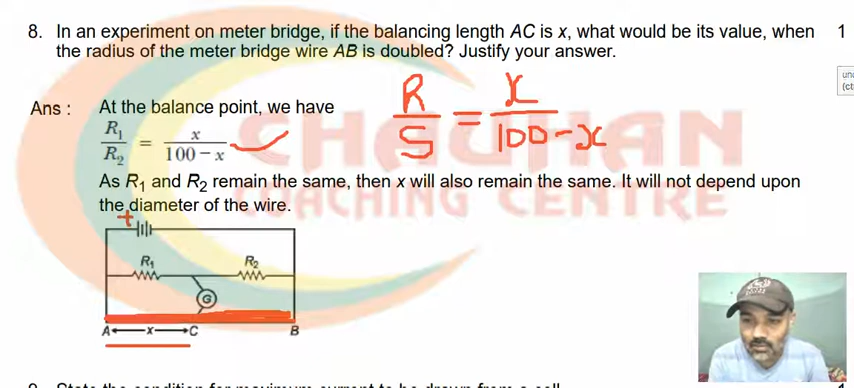 8. In an experiment on meter bridge, if the balancing length AC is x, what would be its value, when 1
the radius of the meter bridge wire AB is doubled? Justify your answer.
Ans : At the balance point, we have
R₁/R₂ = x/(100 − x)
R/S = x/(100-x)
As R₁ and R₂ remain the same, then x will also remain the same. It will not depend upon
the diameter of the wire.
+
R₁ R₂
G
A x C B
CHAUHAN
COACHING CENTRE